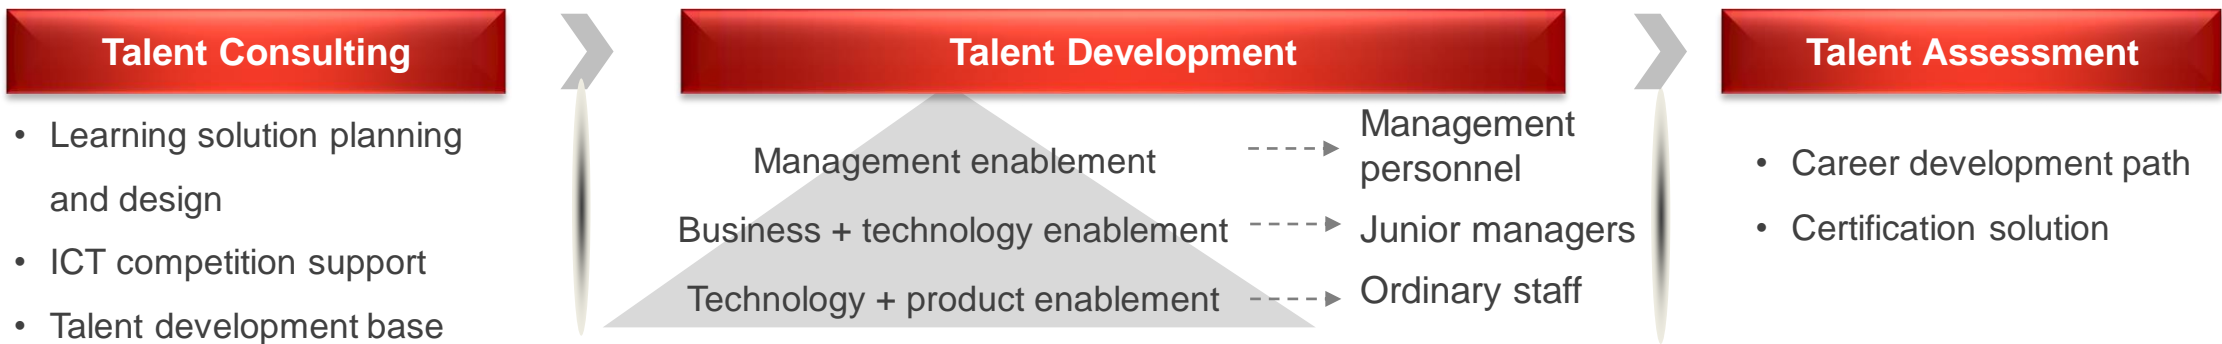 Talent Consulting
• Learning solution planning
and design
• ICT competition support
• Talent development base
Talent Development
Management enablement
Management
personnel
Business + technology enablement
Junior managers
Technology + product enablement
Ordinary staff
Talent Assessment
• Career development path
• Certification solution